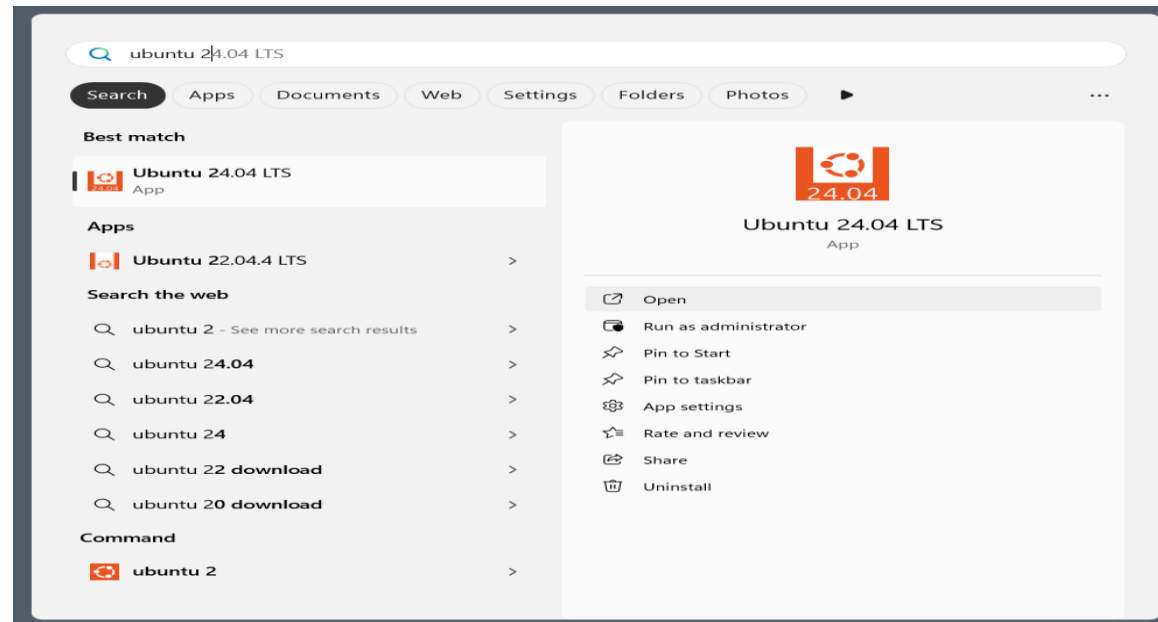 ubuntu 24.04 LTS
Search Apps Documents Web Settings Folders Photos ...
Best match
Ubuntu 24.04 LTS
App
24.04
Apps
Ubuntu 22.04.4 LTS
Search the web
ubuntu 2 - See more search results
ubuntu 24.04
ubuntu 22.04
ubuntu 24
ubuntu 22 download
ubuntu 20 download
Command
ubuntu 2
24.04
Ubuntu 24.04 LTS
App
Open
Run as administrator
Pin to Start
Pin to taskbar
App settings
Rate and review
Share
Uninstall